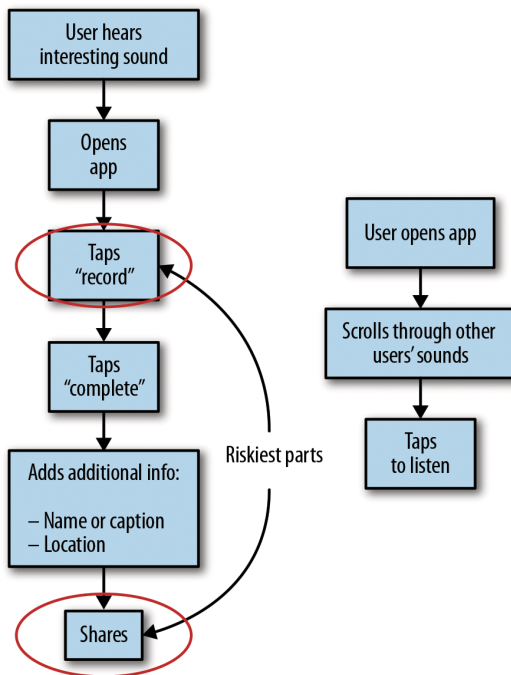 User hears
interesting sound
Opens
app
Taps
“record”
Taps
“complete”
Adds additional info:
– Name or caption
– Location
Shares
Riskiest parts
User opens app
Scrolls through other
users’ sounds
Taps
to listen